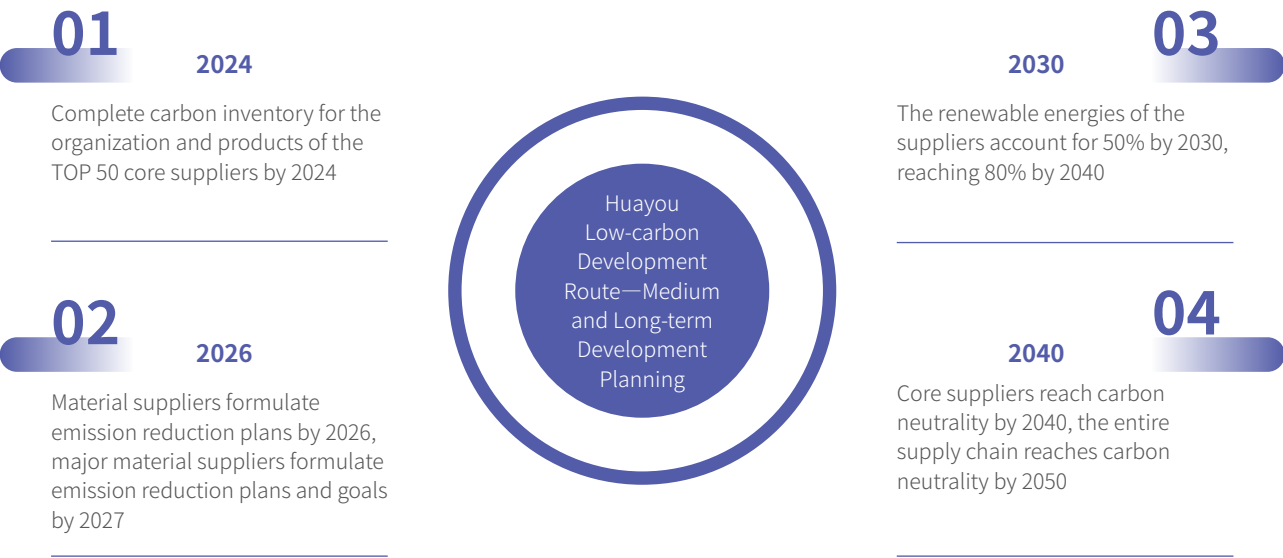 01
2024
Complete carbon inventory for the
organization and products of the
TOP 50 core suppliers by 2024
02
2026
Material suppliers formulate
emission reduction plans by 2026,
major material suppliers formulate
emission reduction plans and goals
by 2027
Huayou
Low-carbon
Development
Route—Medium
and Long-term
Development
Planning
03
2030
The renewable energies of the
suppliers account for 50% by 2030,
reaching 80% by 2040
04
2040
Core suppliers reach carbon
neutrality by 2040, the entire
supply chain reaches carbon
neutrality by 2050